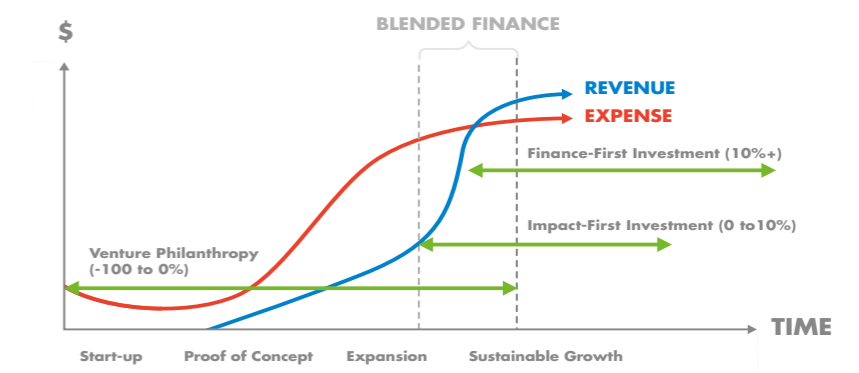 BLENDED FINANCE
$
REVENUE
EXPENSE
Finance-First Investment (10%+)
Impact-First Investment (0 to10%)
Venture Philanthropy
(-100 to 0%)
TIME
Start-up
Proof of Concept
Expansion
Sustainable Growth